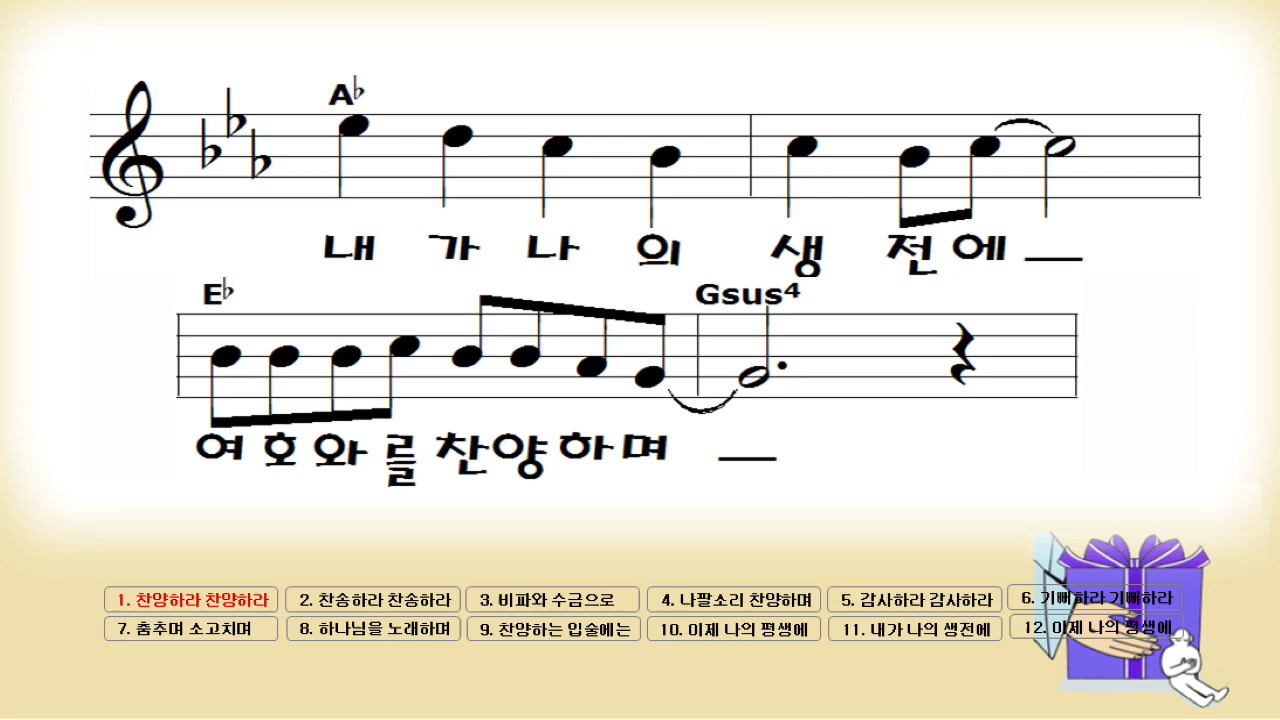 A♭
내 가 나 의 생 전 에
E♭ Gsus4
여 호 와 를 찬 양 하 며
1. 찬양하라 찬양하라 2. 찬송하라 찬송하라 3. 비파와 수금으로 4. 나팔소리 찬양하며 5. 감사하라 감사하라 6. 기뻐하라 기뻐하라
7. 춤추며 소고치며 8. 하나님을 노래하며 9. 찬양하는 입술에는 10. 이제 나의 평생에 11. 내가 나의 생전에 12. 이제 나의 평생에